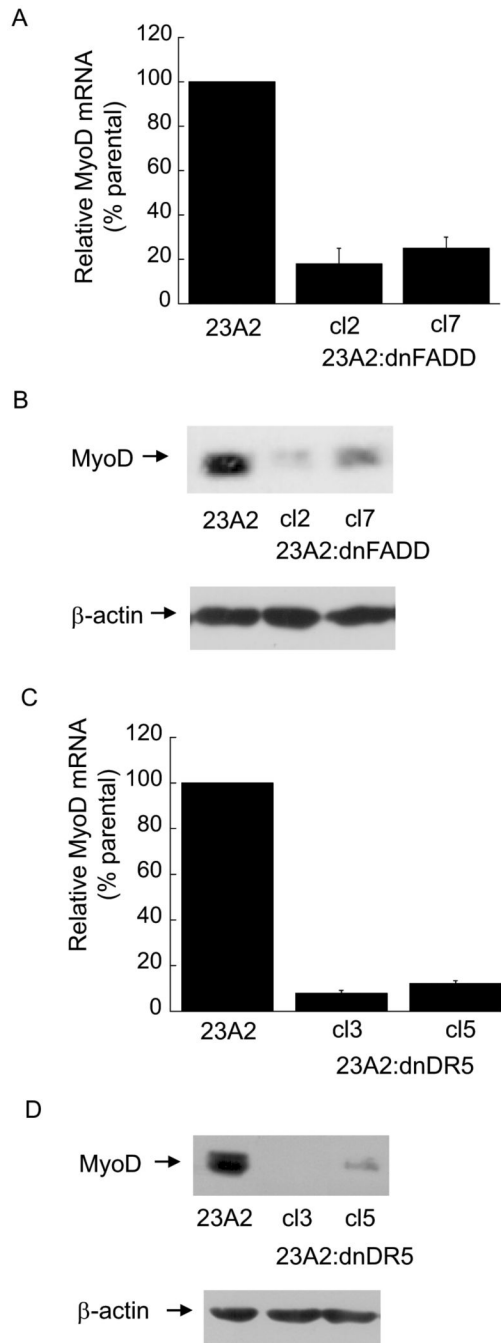 A
Relative MyoD mRNA
(% parental)
120
100
80
60
40
20
0
23A2 cl2 cl7
23A2:dnFADD
B
MyoD →
23A2 cl2 cl7
23A2:dnFADD
β-actin →
C
Relative MyoD mRNA
(% parental)
120
100
80
60
40
20
0
23A2 cl3 cl5
23A2:dnDR5
D
MyoD →
23A2 cl3 cl5
23A2:dnDR5
β-actin →